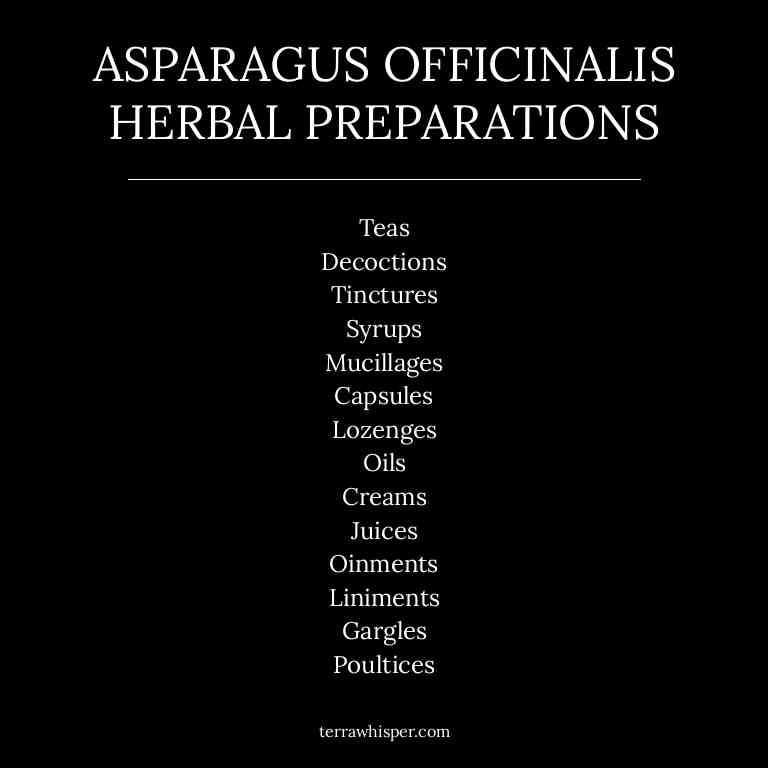 ASPARAGUS OFFICINALIS
HERBAL PREPARATIONS
Teas
Decoctions
Tinctures
Syrups
Mucillages
Capsules
Lozenges
Oils
Creams
Juices
Oinments
Liniments
Gargles
Poultices
terrawhisper.com